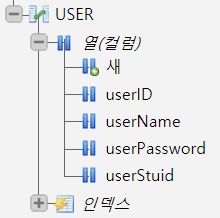 USER
열(컬럼)
새
userID
userName
userPassword
userStuid
인덱스